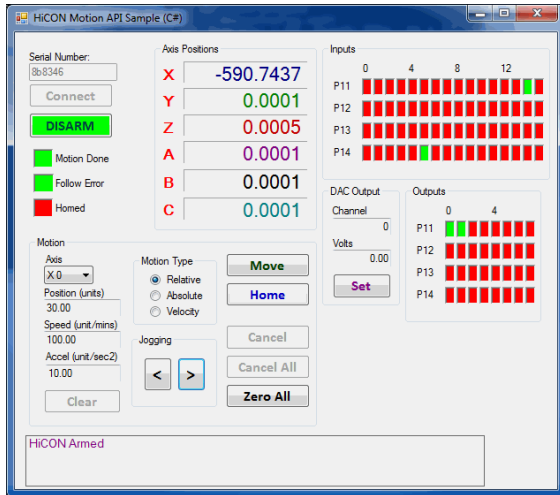 HiCON Motion API Sample (C#)
Serial Number:
8b8346
Connect
DISARM
Motion Done
Follow Error
Homed
Axis Positions
X -590.7437
Y 0.0001
Z 0.0005
A 0.0001
B 0.0001
C 0.0001
Inputs
0 4 8 12
P11
P12
P13
P14
DAC Output
Channel
0
Volts
0.00
Set
Outputs
0 4
P11
P12
P13
P14
Motion
Axis
X 0
Position (units)
30.00
Speed (unit/mins)
100.00
Accel (unit/sec2)
10.00
Clear
Motion Type
Relative
Absolute
Velocity
Jogging
< >
Move
Home
Cancel
Cancel All
Zero All
HiCON Armed